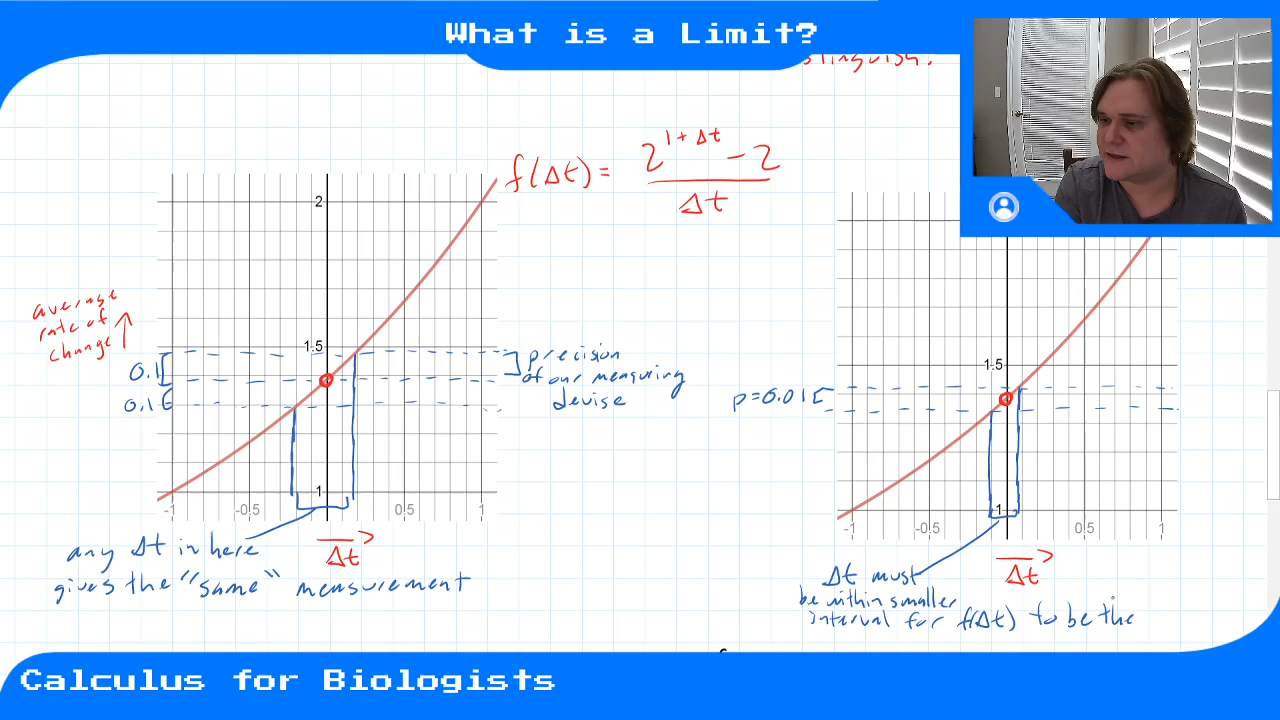 What is a Limit?
f(Δt) = 2^(1+Δt) - 2 / Δt
average
rate of
change ↑
2
1.5
0.1
0.1
1
-1 -0.5 0.5 1
precision
of our measuring
devise
any Δt in here
gives the "same" measurement
Δt
p=0.01
1.5
1
-1 -0.5 0.5 1
Δt
Δt must
be within smaller
interval for f(Δt) to be the
Calculus for Biologists